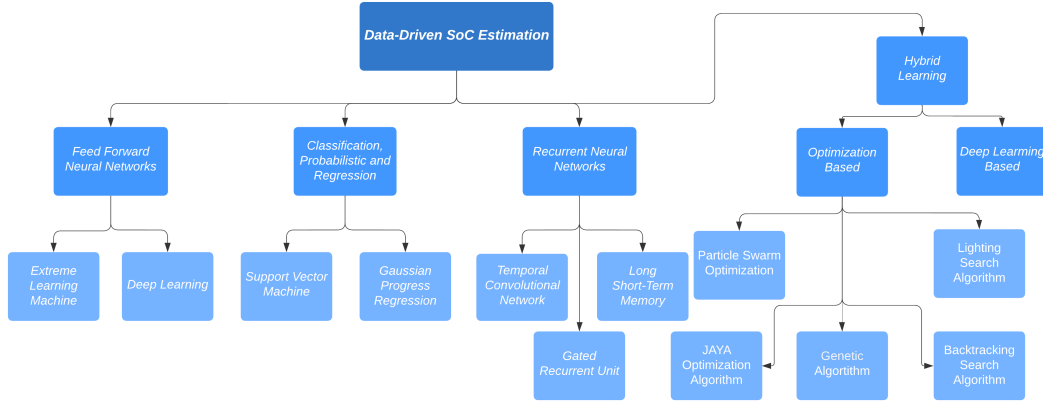 Data-Driven SoC Estimation
Hybrid
Learning
Feed Forward
Neural Networks
Classification,
Probabilistic and
Regression
Recurrent Neural
Networks
Optimization
Based
Deep Learming
Based
Extreme
Learning
Machine
Deep Learning
Support Vector
Machine
Gaussian
Progress
Regression
Temporal
Convolutional
Network
Long
Short-Term
Memory
Particle Swarm
Optimization
Lighting
Search
Algorithm
Gated
Recurrent Unit
JAYA
Optimization
Algorithm
Genetic
Algortithm
Backtracking
Search
Algorithm